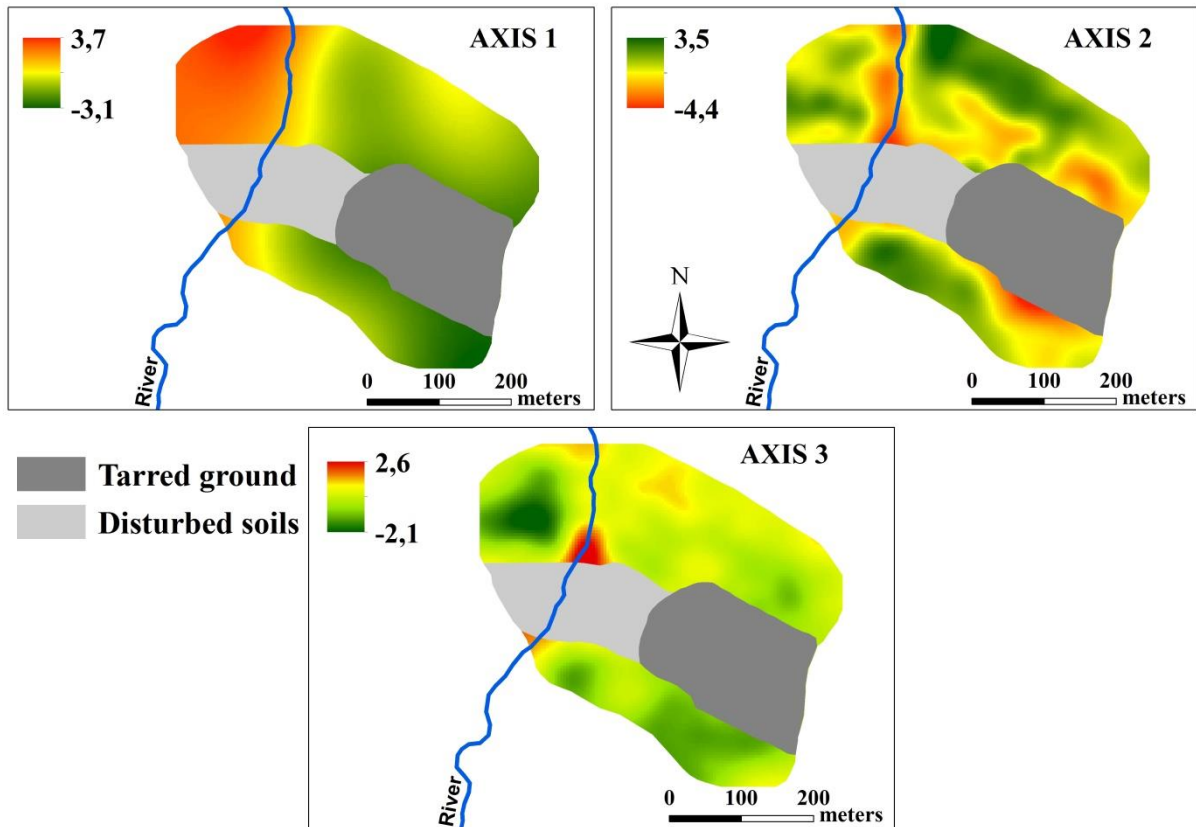 AXIS 1
3,7
-3,1
River
0 100 200
meters
AXIS 2
3,5
-4,4
N
River
0 100 200
meters
AXIS 3
2,6
-2,1
River
0 100 200
meters
Tarred ground
Disturbed soils